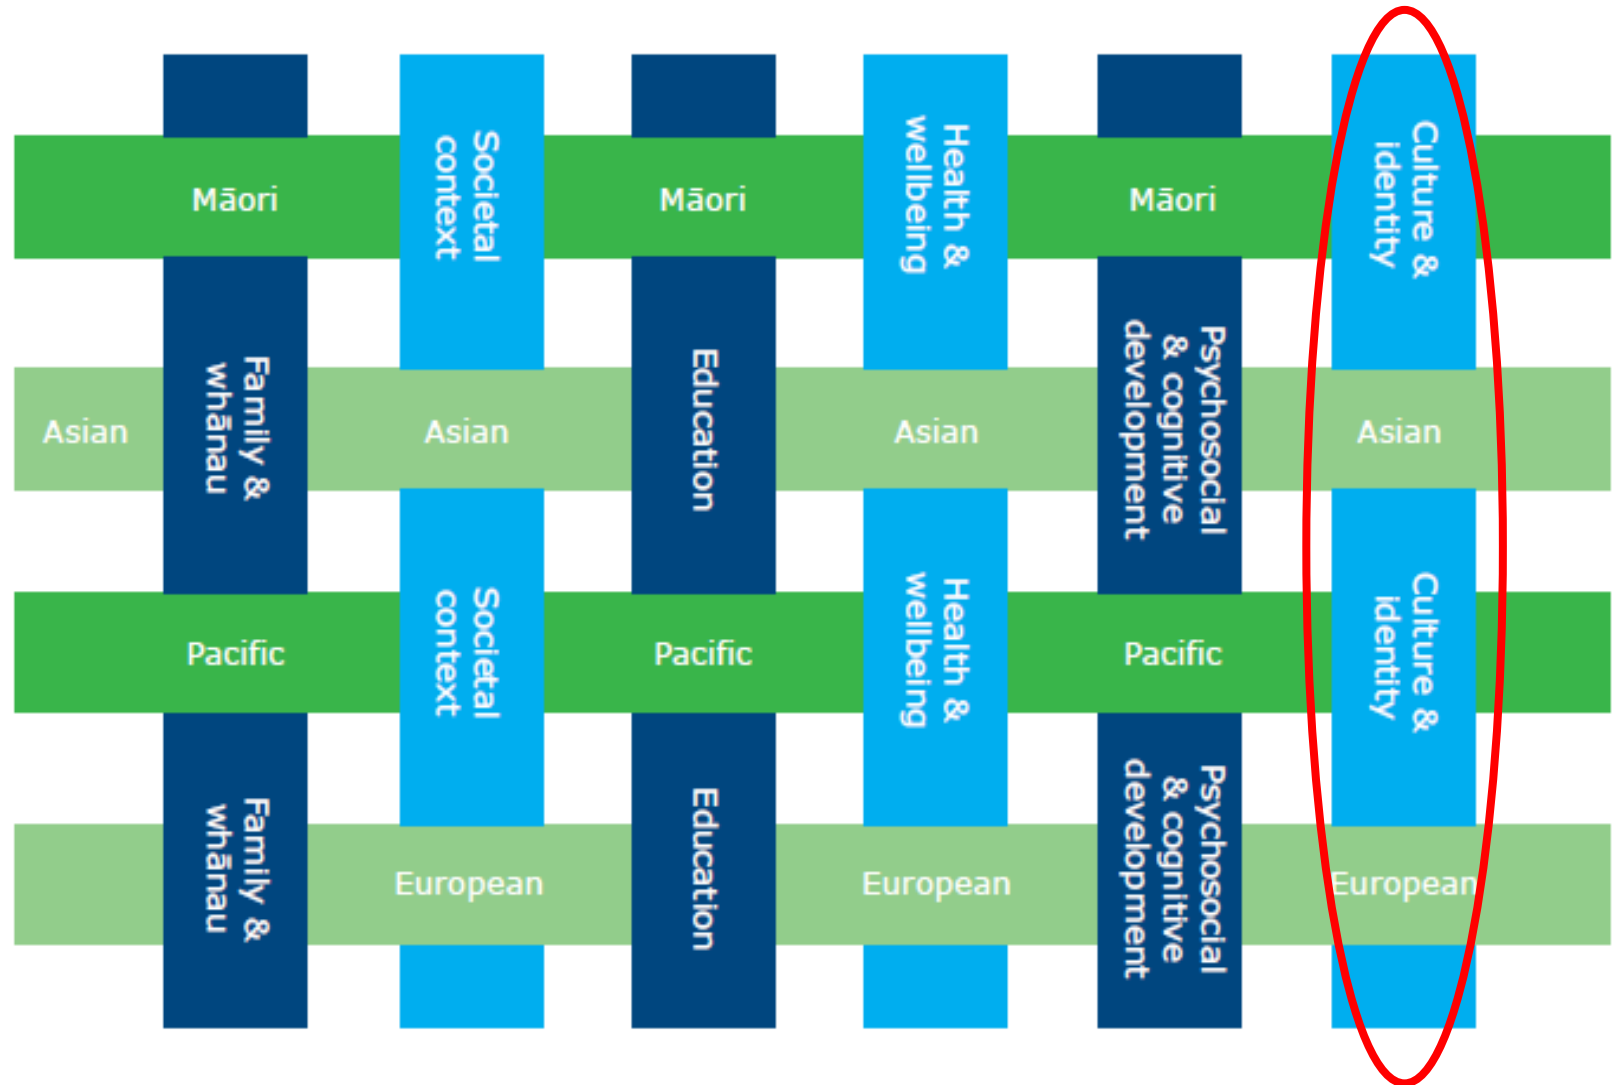 Māori
Societal
context
Māori
Health &
wellbeing
Māori
Culture &
identity
Asian
Family &
whānau
Asian
Education
Asian
Psychosocial
& cognitive
development
Asian
Pacific
Societal
context
Pacific
Health &
wellbeing
Pacific
Culture &
identity
Family &
whānau
European
Education
European
Psychosocial
& cognitive
development
European